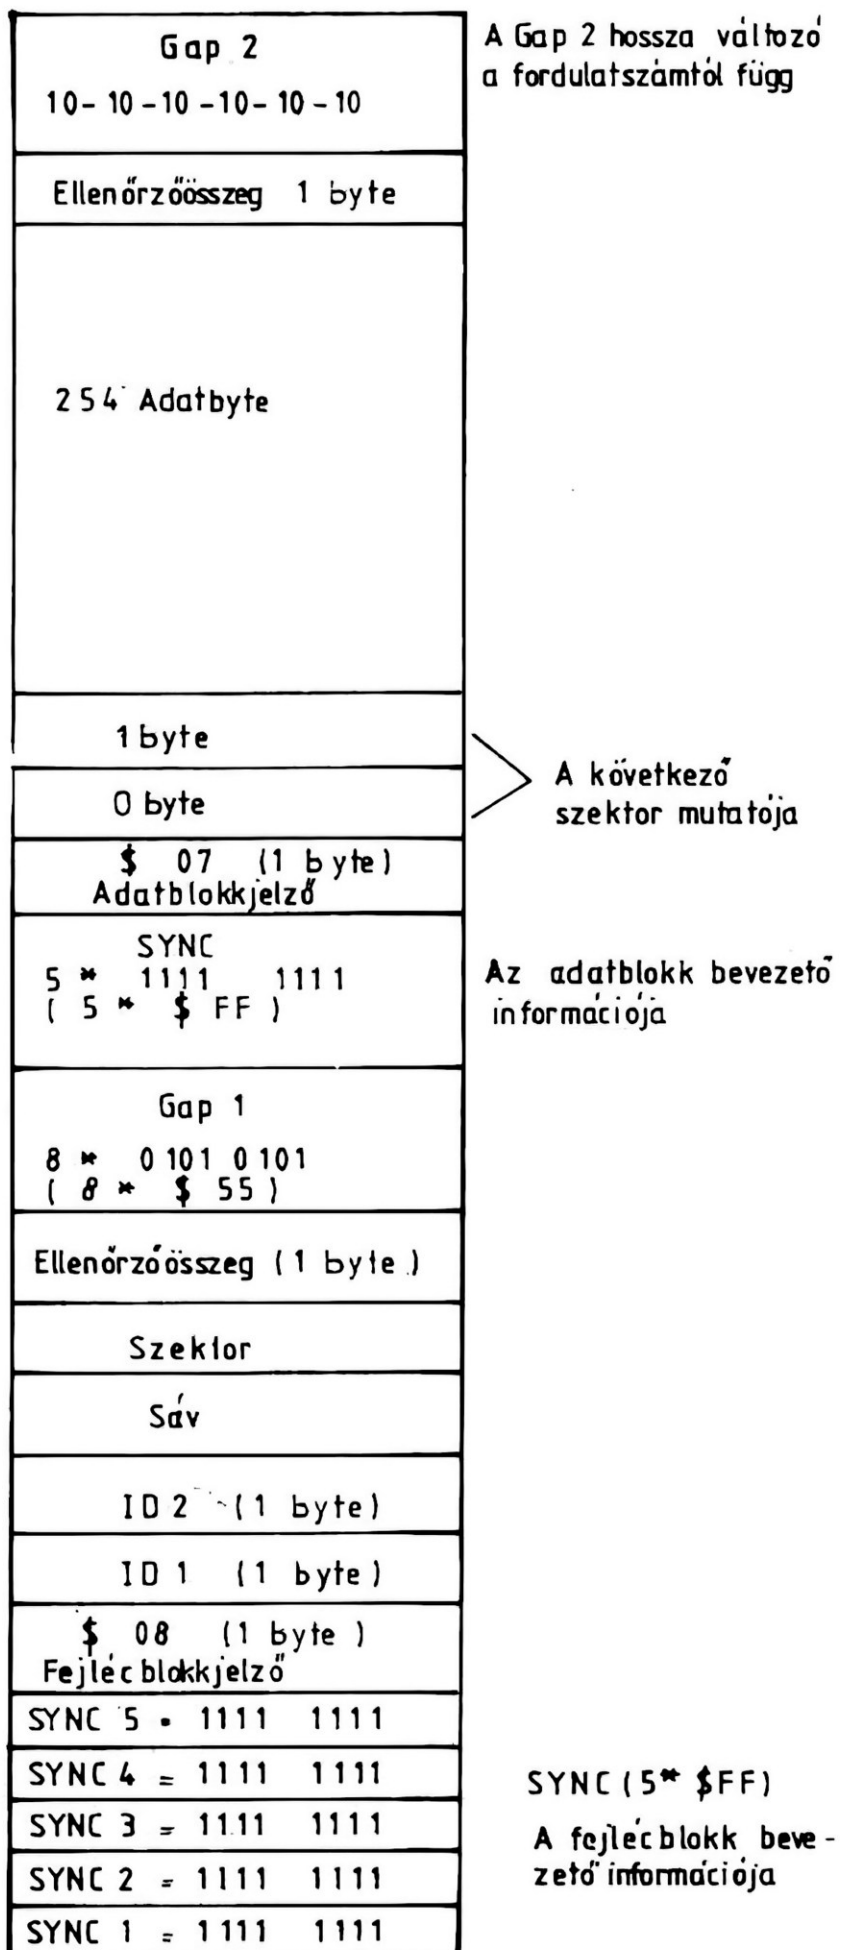 Gap 2
10-10-10-10-10-10
A Gap 2 hossza változó
a fordulatszámtól függ
Ellenőrzőösszeg 1 byte
254 Adatbyte
1 byte
0 byte
A következő
szektor mutatója
$ 07 (1 byte)
Adatblokkjelző
SYNC
5 * 1111 1111
( 5 * $ FF )
Az adatblokk bevezető
információja
Gap 1
8 * 0101 0101
( 8 * $ 55 )
Ellenőrzőösszeg (1 byte)
Szektor
Sáv
ID 2 (1 byte)
ID 1 (1 byte)
$ 08 (1 byte)
Fejlécblokkjelző
SYNC 5 = 1111 1111
SYNC 4 = 1111 1111
SYNC 3 = 1111 1111
SYNC 2 = 1111 1111
SYNC 1 = 1111 1111
SYNC (5* $FF)
A fejlécblokk beve-
zető információja